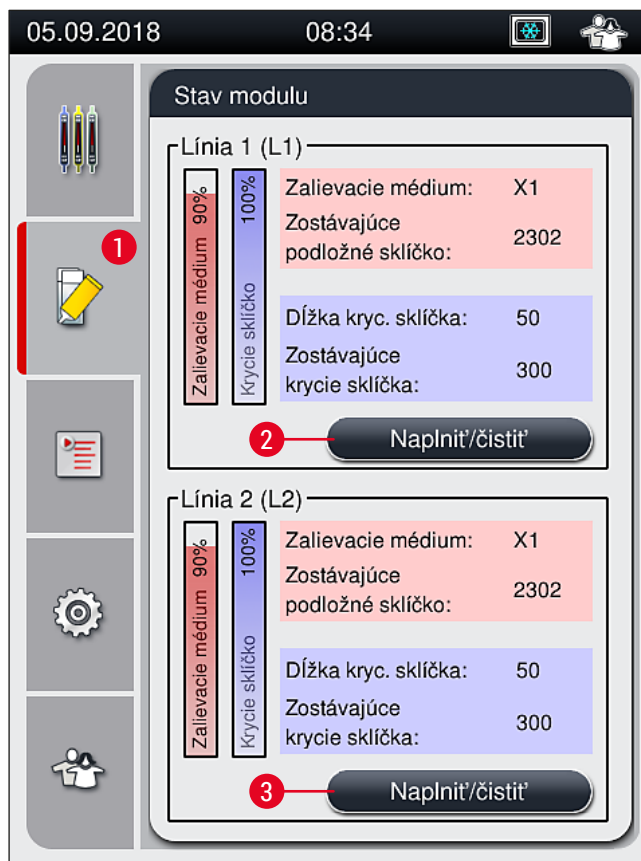 05.09.2018 08:34
Stav modulu
Línia 1 (L1)
Zalievacie médium 90%
Krycie sklíčko 100%
Zalievacie médium: X1
Zostávajúce
podložné sklíčko: 2302
Dĺžka kryc. sklíčka: 50
Zostávajúce
krycie sklíčka: 300
1
2
Naplniť/čistiť
Línia 2 (L2)
Zalievacie médium 90%
Krycie sklíčko 100%
Zalievacie médium: X1
Zostávajúce
podložné sklíčko: 2302
Dĺžka kryc. sklíčka: 50
Zostávajúce
krycie sklíčka: 300
3
Naplniť/čistiť